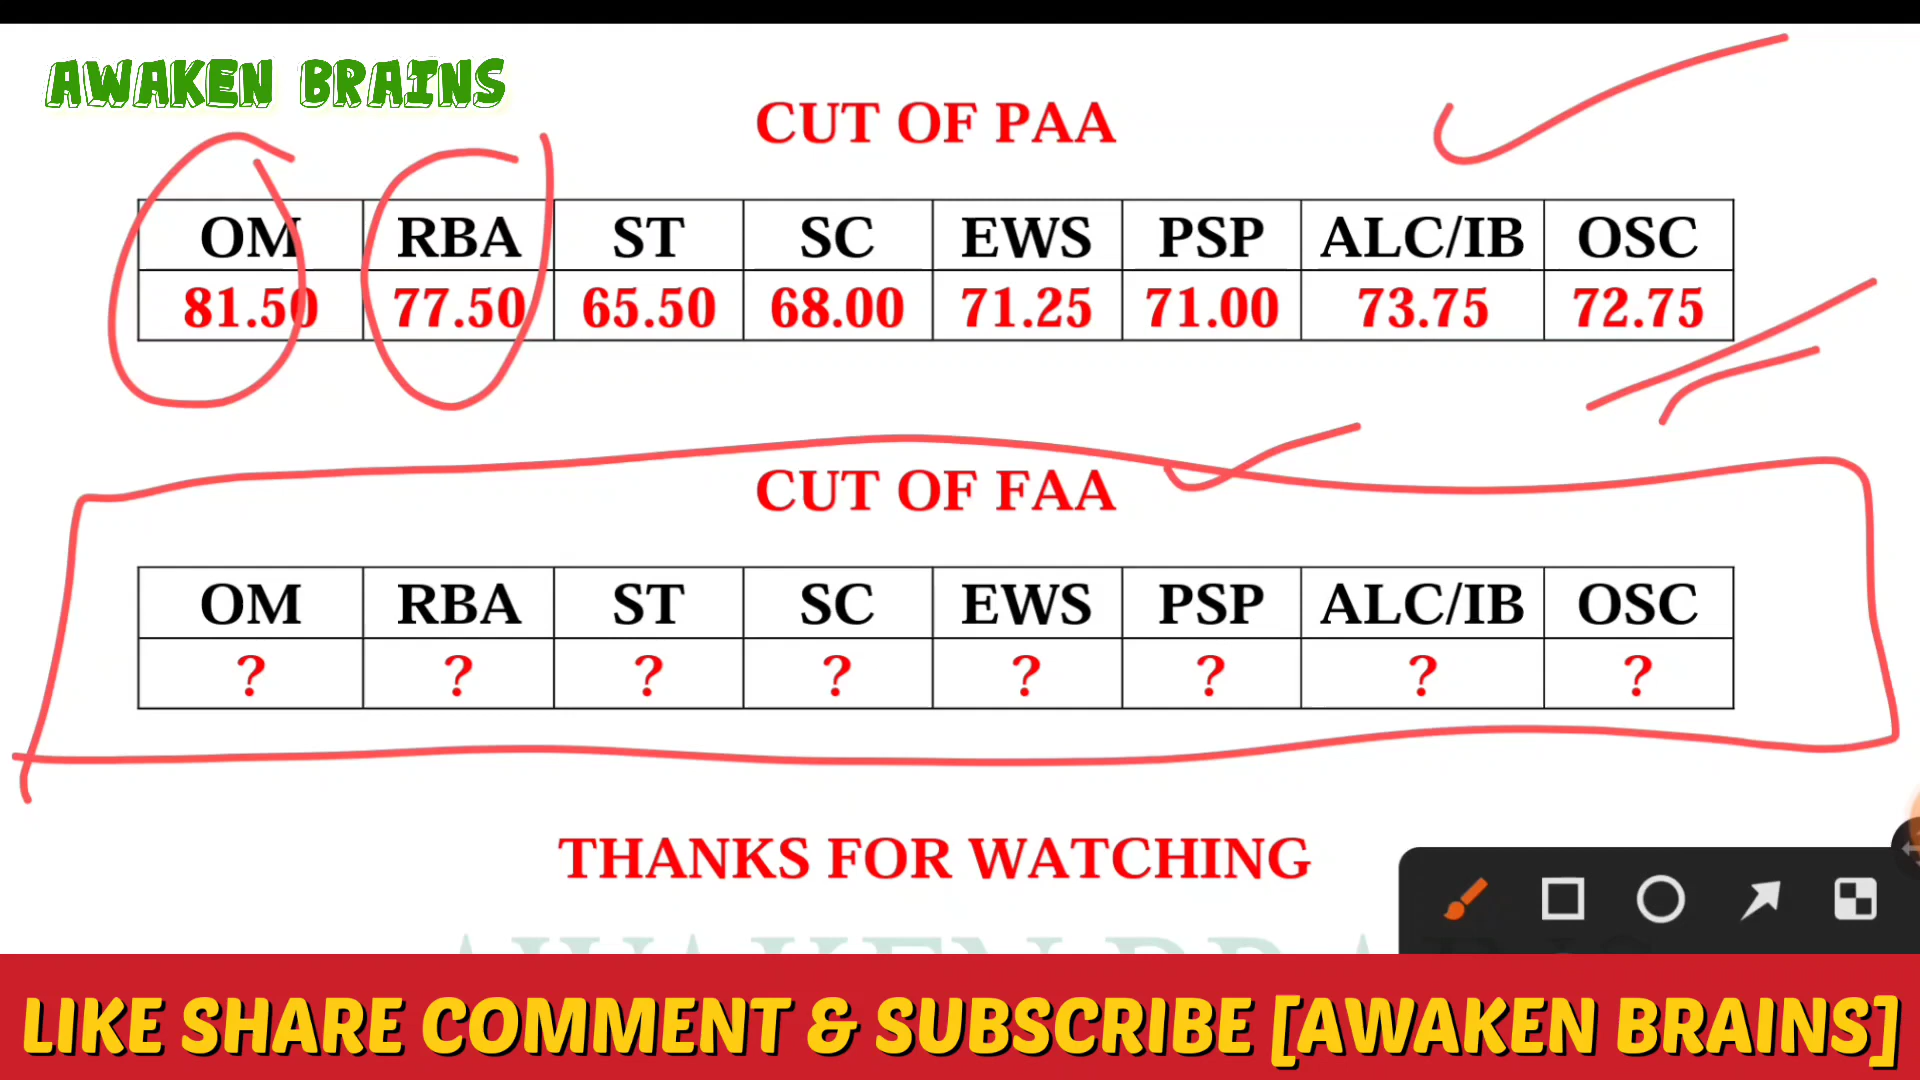 AWAKEN BRAINS
CUT OF PAA
OM RBA ST SC EWS PSP ALC/IB OSC
81.50 77.50 65.50 68.00 71.25 71.00 73.75 72.75
CUT OF FAA
OM RBA ST SC EWS PSP ALC/IB OSC
? ? ? ? ? ? ? ?
THANKS FOR WATCHING
AWAKEN BRAINS
LIKE SHARE COMMENT & SUBSCRIBE [AWAKEN BRAINS]